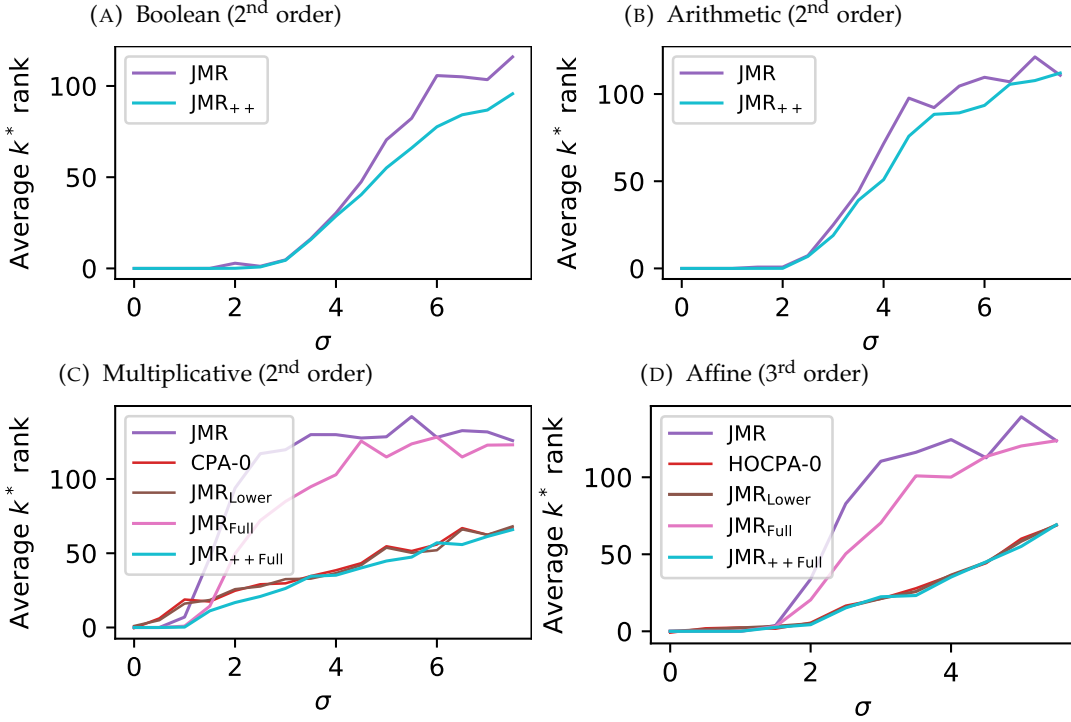 (A) Boolean (2nd order)
Average k* rank
100
50
0
JMR
JMR++
0 2 4 6
σ
(B) Arithmetic (2nd order)
Average k* rank
100
50
0
JMR
JMR++
0 2 4 6
σ
(C) Multiplicative (2nd order)
Average k* rank
100
50
0
JMR
CPA-0
JMRLower
JMRFull
JMR++Full
0 2 4 6
σ
(D) Affine (3rd order)
Average k* rank
100
50
0
JMR
HOCPA-0
JMRLower
JMRFull
JMR++Full
0 2 4
σ